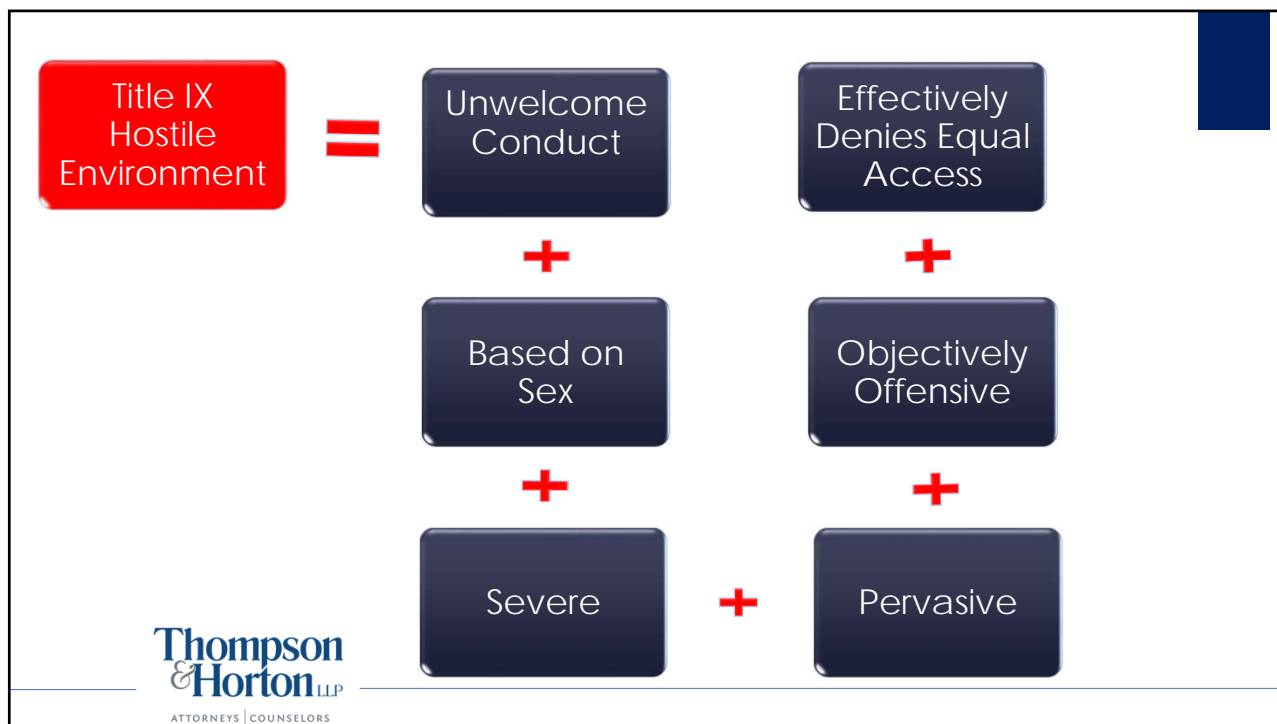 Title IX
Hostile
Environment
=
Unwelcome
Conduct
+
Based on
Sex
+
Severe
+
Pervasive
+
Objectively
Offensive
+
Effectively
Denies Equal
Access
Thompson
&Horton LLP
ATTORNEYS | COUNSELORS